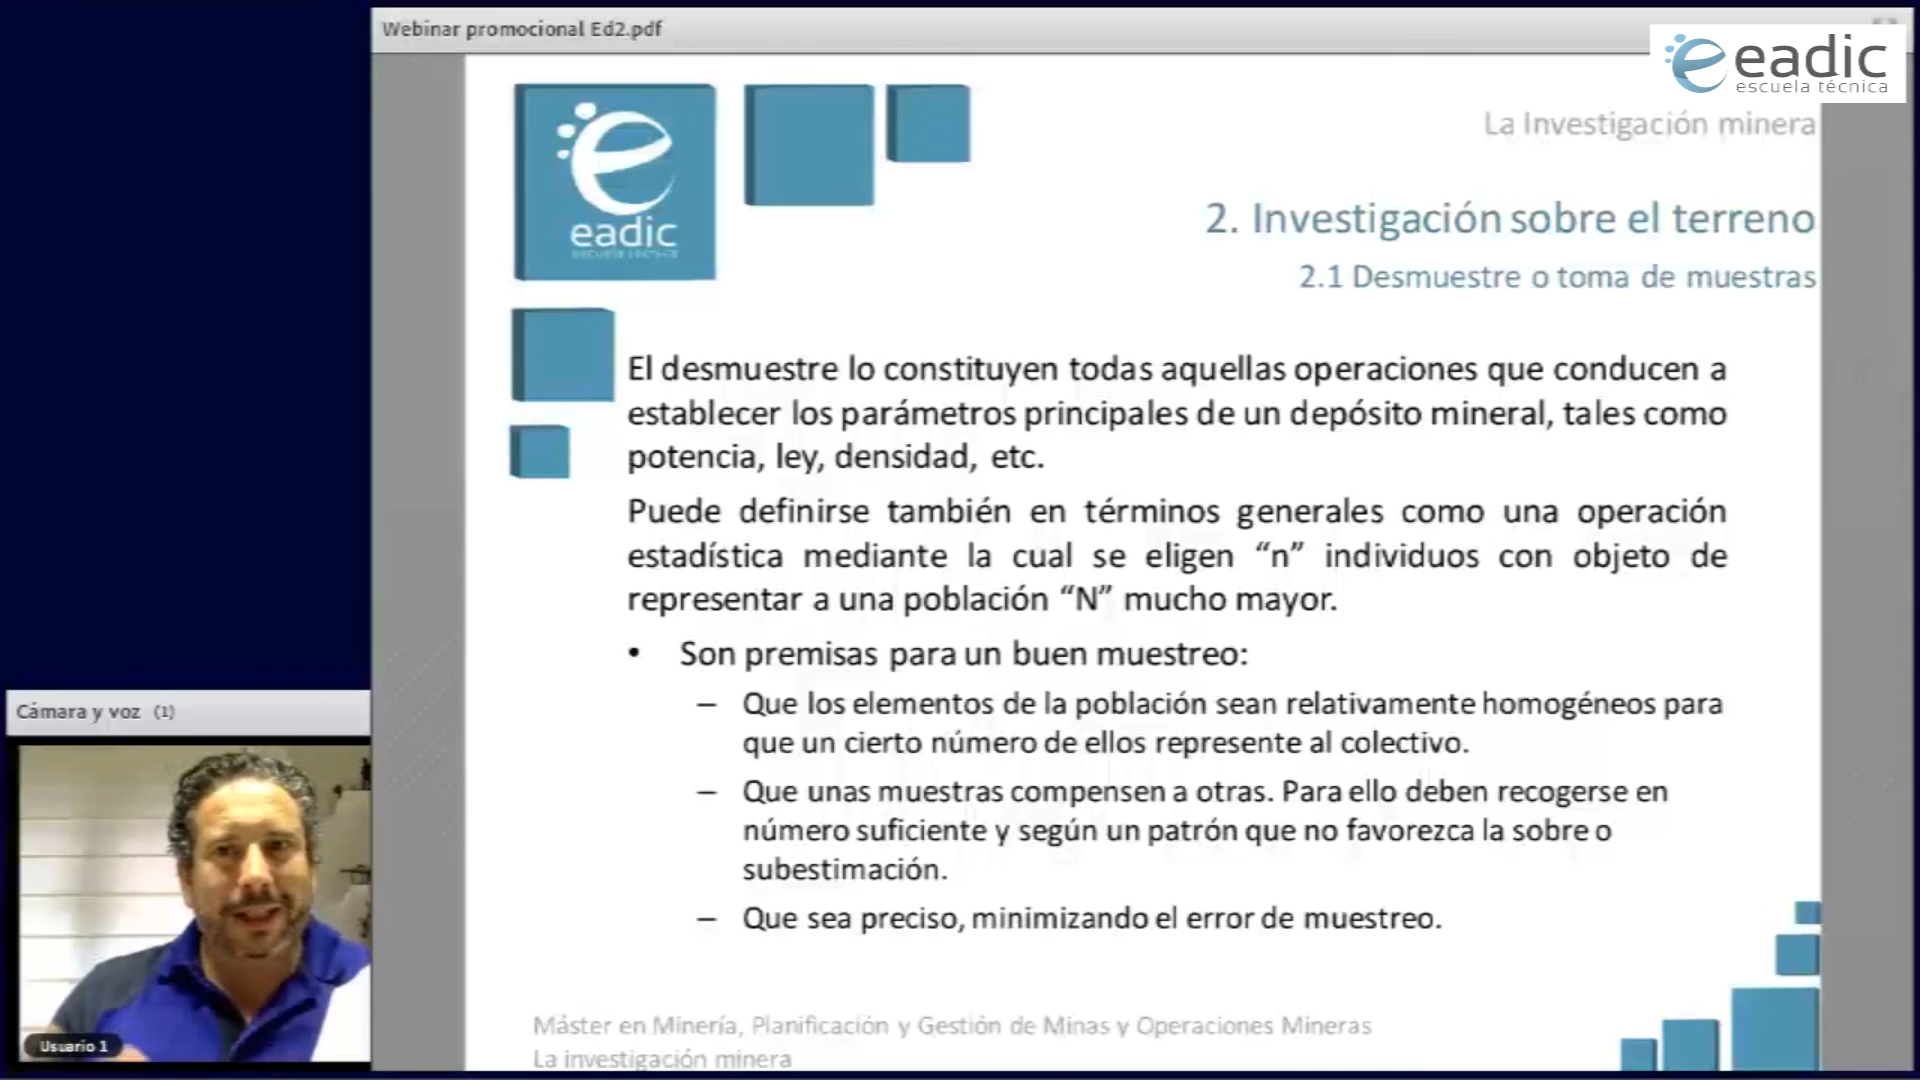 Webinar promocional Ed2.pdf
eadic
escuela técnica
La Investigación minera
eadic
escuela técnica
2. Investigación sobre el terreno
2.1 Desmuestre o toma de muestras
El desmuestre lo constituyen todas aquellas operaciones que conducen a
establecer los parámetros principales de un depósito mineral, tales como
potencia, ley, densidad, etc.
Puede definirse también en términos generales como una operación
estadística mediante la cual se eligen “n” individuos con objeto de
representar a una población “N” mucho mayor.
• Son premisas para un buen muestreo:
– Que los elementos de la población sean relativamente homogéneos para
que un cierto número de ellos represente al colectivo.
– Que unas muestras compensen a otras. Para ello deben recogerse en
número suficiente y según un patrón que no favorezca la sobre o
subestimación.
– Que sea preciso, minimizando el error de muestreo.
Máster en Minería, Planificación y Gestión de Minas y Operaciones Mineras
La investigación minera
Cámara y voz (1)
Usuario 1